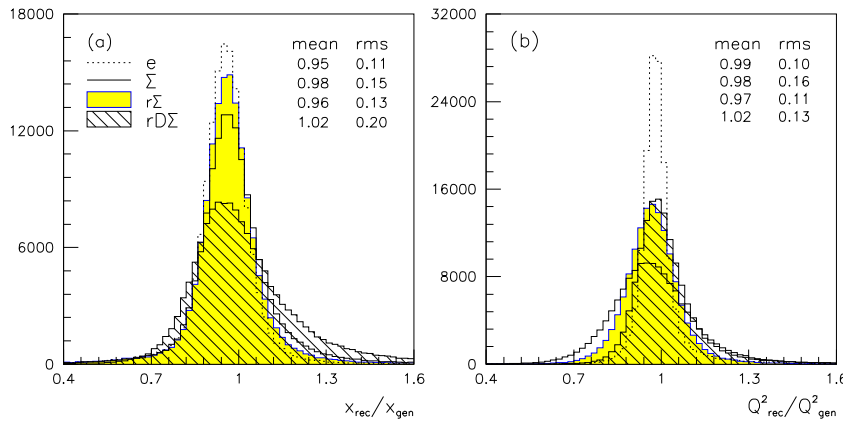 18000
12000
6000
0
(a)
e
Σ
rΣ
rDΣ
mean rms
0.95 0.11
0.98 0.15
0.96 0.13
1.02 0.20
0.4 0.7 1 1.3 1.6
x_rec/x_gen
32000
24000
16000
8000
0
(b)
mean rms
0.99 0.10
0.98 0.16
0.97 0.11
1.02 0.13
0.4 0.7 1 1.3 1.6
Q²_rec/Q²_gen